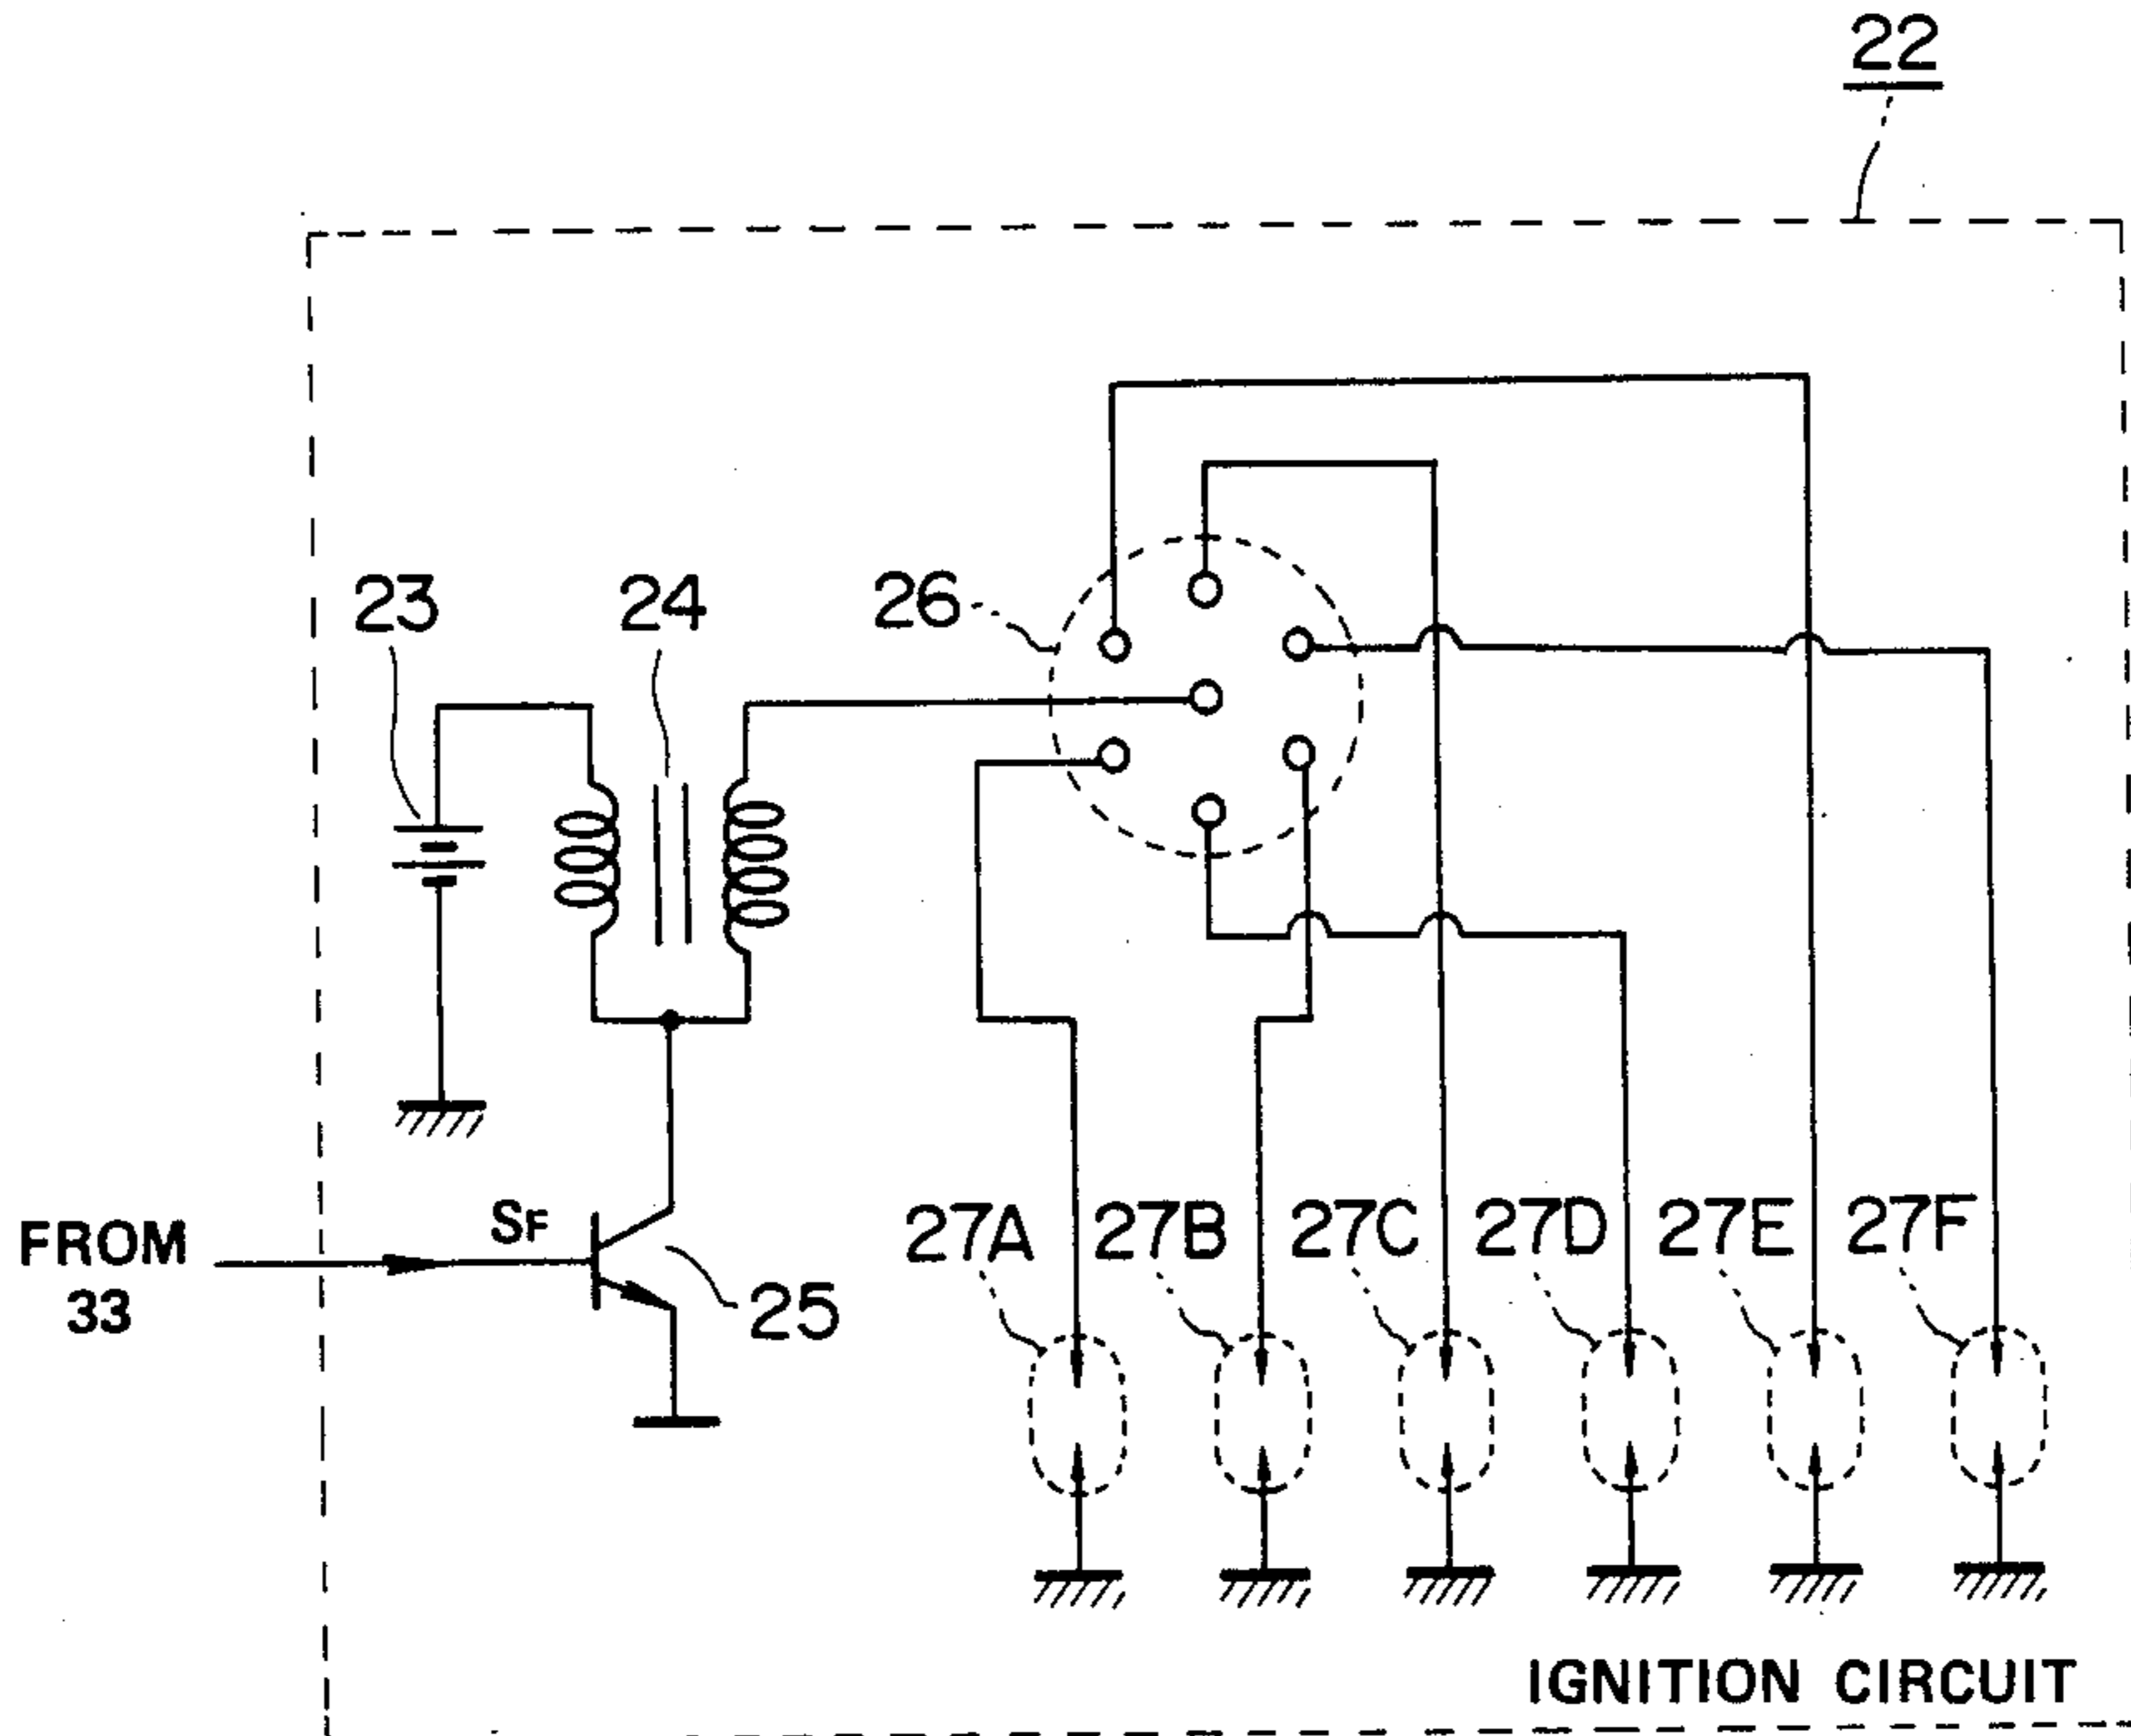 22
23
24
26
SF
FROM
33
25
27A
27B
27C
27D
27E
27F
IGNITION CIRCUIT